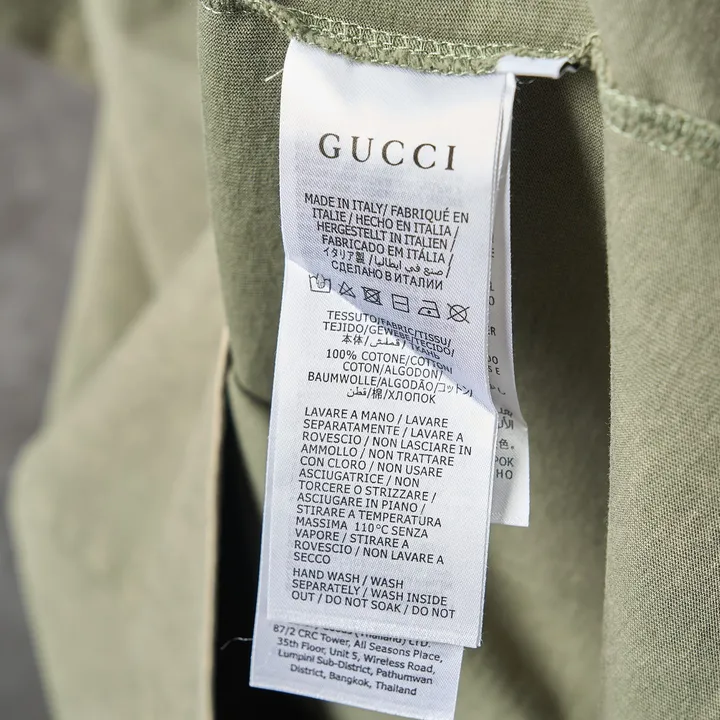 GUCCI
MADE IN ITALY/ FABRIQUÉ EN
ITALIE / HECHO EN ITALIA /
HERGESTELLT IN ITALIEN /
FABRICADO EM ITÁLIA /
イタリア製 / صنع في ايطاليا /
СДЕЛАНО В ИТАЛИИ
TESSUTO/FABRIC/TISSU/
TEJIDO/GEWEBE/TECIDO/
本体/ قطمش /ТКАНЬ
100% COTONE/COTTON/
COTON/ALGODON/
BAUMWOLLE/ALGODÃO/コットン/
قطن/棉/ХЛОПОК
LAVARE A MANO / LAVARE A
SEPARATAMENTE / LAVARE A
ROVESCIO / NON LASCIARE IN
AMMOLLO / NON TRATTARE
CON CLORO / NON USARE
ASCIUGATRICE / NON
TORCERE O STRIZZARE /
ASCIUGARE IN PIANO /
STIRARE A TEMPERATURA
MASSIMA 110°C SENZA
VAPORE / STIRARE A
ROVESCIO / NON LAVARE A
SECCO
HAND WASH / WASH
SEPARATELY / WASH INSIDE
OUT / DO NOT SOAK / DO NOT
(Thailand) LTD.
87/2 CRC Tower, All Seasons Place,
35th Floor, Unit 5, Wireless Road,
Lumpini Sub-District, Pathumwan
District, Bangkok, Thailand